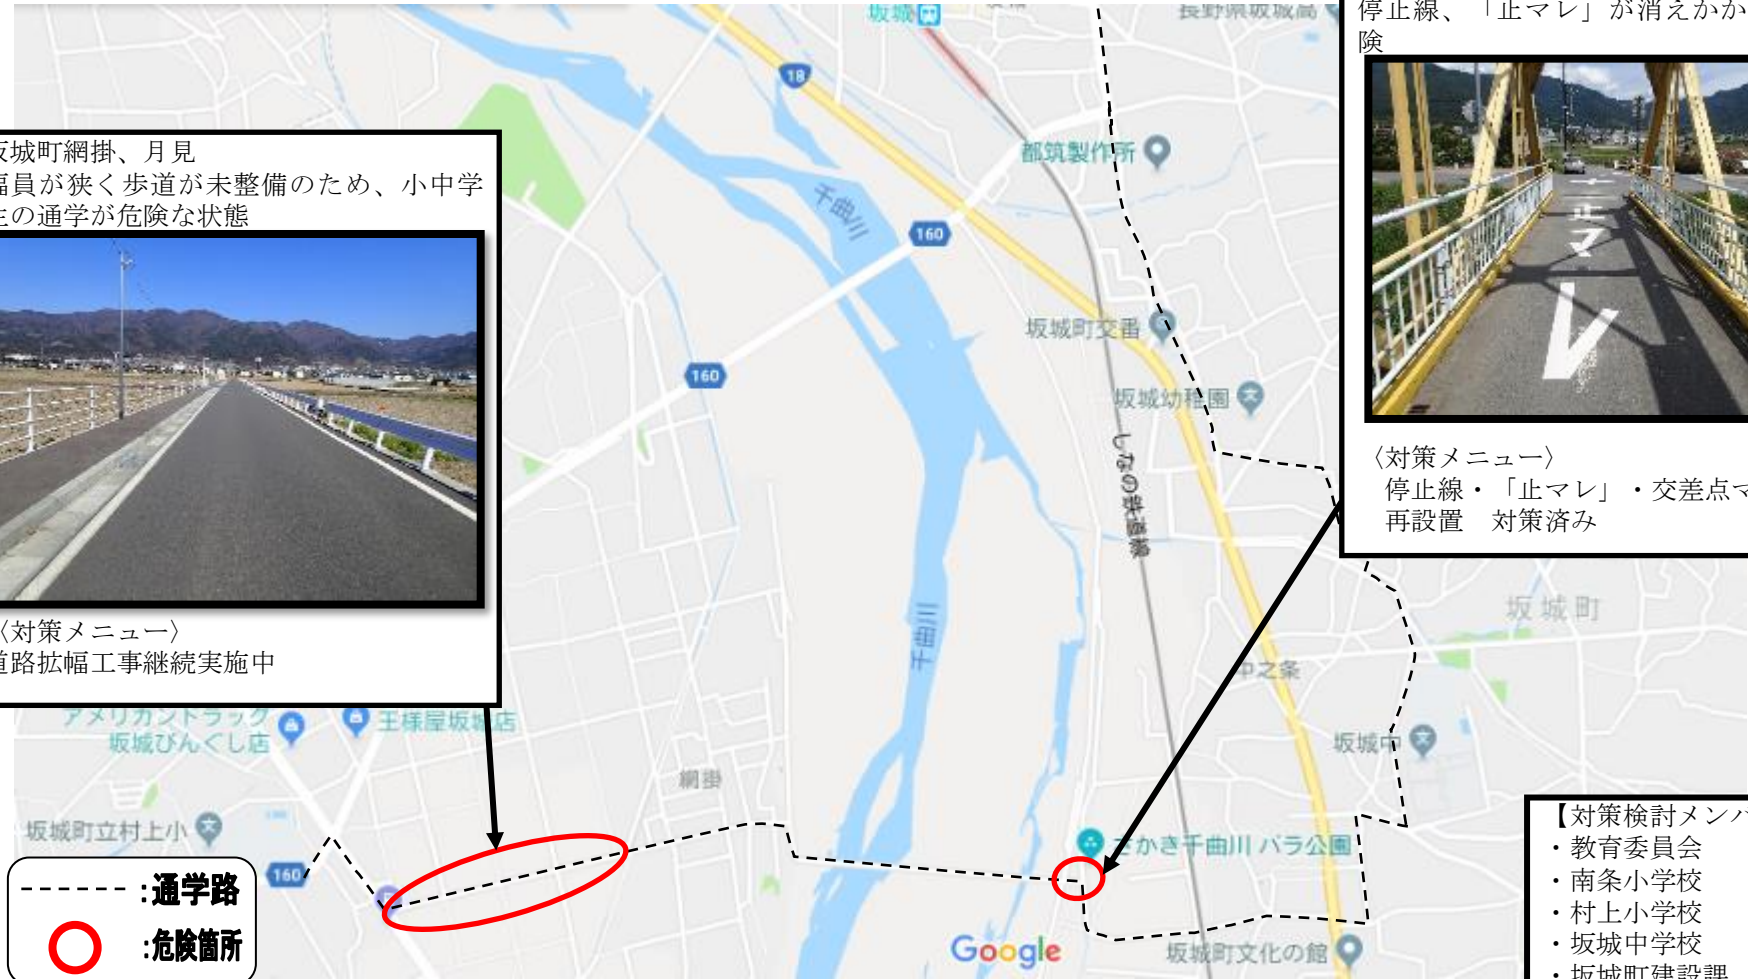 停止線、「止マレ」が消えかか
険
止マレ
〈対策メニュー〉
停止線・「止マレ」・交差点マ
再設置　対策済み
坂城町網掛、月見
幅員が狭く歩道が未整備のため、小中学
生の通学が危険な状態
〈対策メニュー〉
道路拡幅工事継続実施中
坂城
長野県坂城高
18
都筑製作所
千曲川
160
坂城町交番
160
坂城幼稚園
しなの鉄道線
千曲川
坂城町
中之条
アメリカントラック
坂城びんぐし店
王様屋坂城店
坂城中
網掛
坂城町立村上小
さかき千曲川バラ公園
160
Google
坂城町文化の館
:通学路
:危険箇所
【対策検討メンバ
・教育委員会
・南条小学校
・村上小学校
・坂城中学校
・坂城町建設課